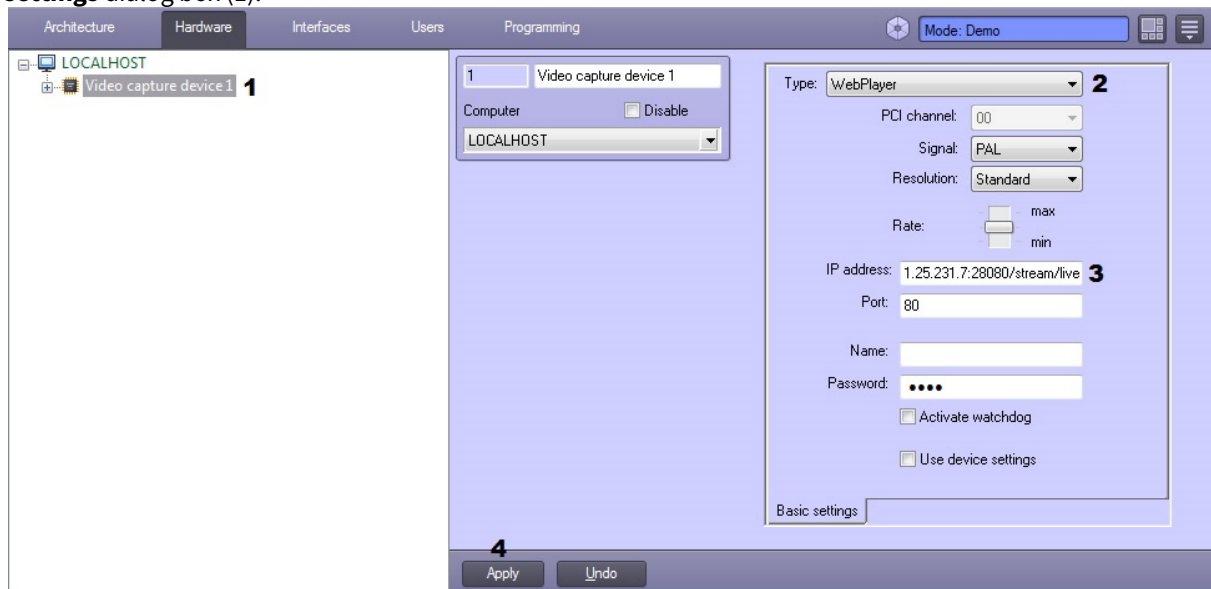 Settings dialog box (2).
Architecture Hardware Interfaces Users Programming Mode: Demo
LOCALHOST
Video capture device 1 1
1 Video capture device 1
Computer Disable
LOCALHOST
Type: WebPlayer 2
PCI channel: 00
Signal: PAL
Resolution: Standard
Rate: max
min
IP address: 1.25.231.7:28080/stream/live 3
Port: 80
Name:
Password: ••••
Activate watchdog
Use device settings
Basic settings
4
Apply Undo